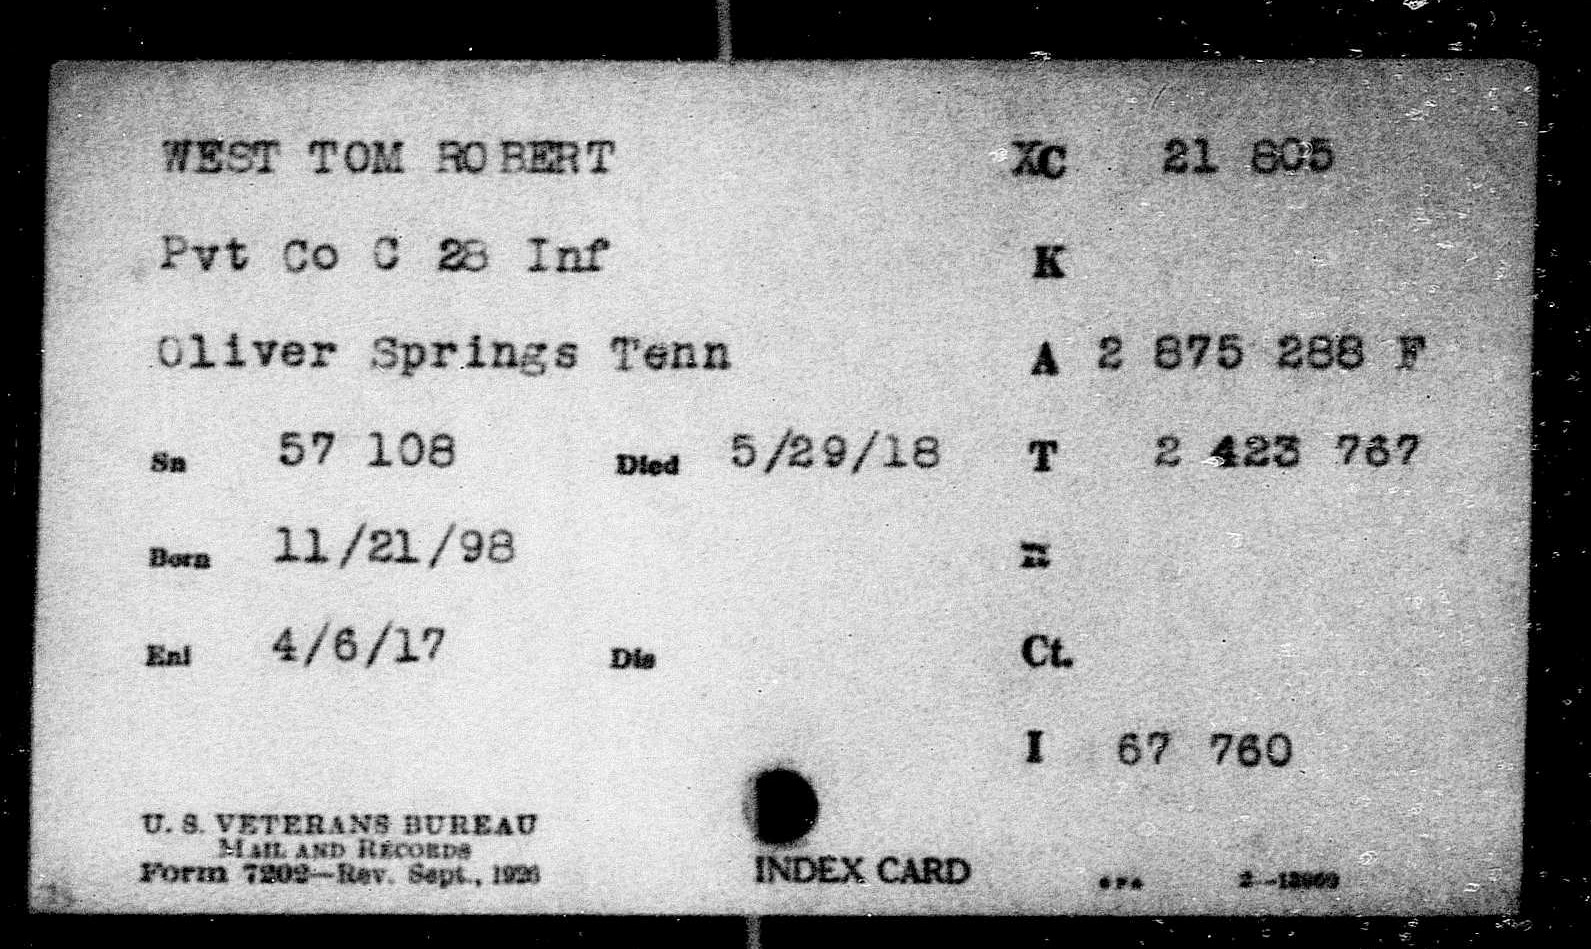 WEST TOM ROBERT XC 21 805
Pvt Co C 28 Inf K
Oliver Springs Tenn A 2 875 288 F
Sn 57 108 Died 5/29/18 T 2 423 767
Born 11/21/98
Enl 4/6/17 Dis Ct.
I 67 760
U. S. VETERANS BUREAU
MAIL AND RECORDS
Form 7202—Rev. Sept., 1926
INDEX CARD
GPO